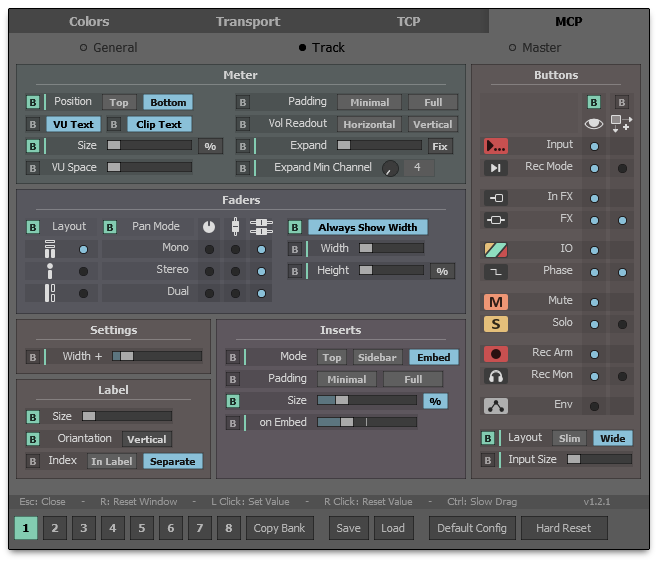 Colors Transport TCP MCP
General Track Master
Meter
B Position Top Bottom B Padding Minimal Full
B VU Text B Clip Text B Vol Readout Horizontal Vertical
B Size % B Expand Fix
B VU Space B Expand Min Channel 4
Faders
B Layout B Pan Mode B Always Show Width
Mono B Width
Stereo B Height %
Dual
Settings
B Width +
Label
B Size
B Orientation Vertical
B Index In Label Separate
Inserts
B Mode Top Sidebar Embed
B Padding Minimal Full
B Size %
B on Embed
Buttons
B B
Input
Rec Mode
In FX
FX
IO
Phase
M Mute
S Solo
Rec Arm
Rec Mon
Env
B Layout Slim Wide
B Input Size
Esc: Close - R: Reset Window - L Click: Set Value - R Click: Reset Value - Ctrl: Slow Drag v1.2.1
1 2 3 4 5 6 7 8 Copy Bank Save Load Default Config Hard Reset